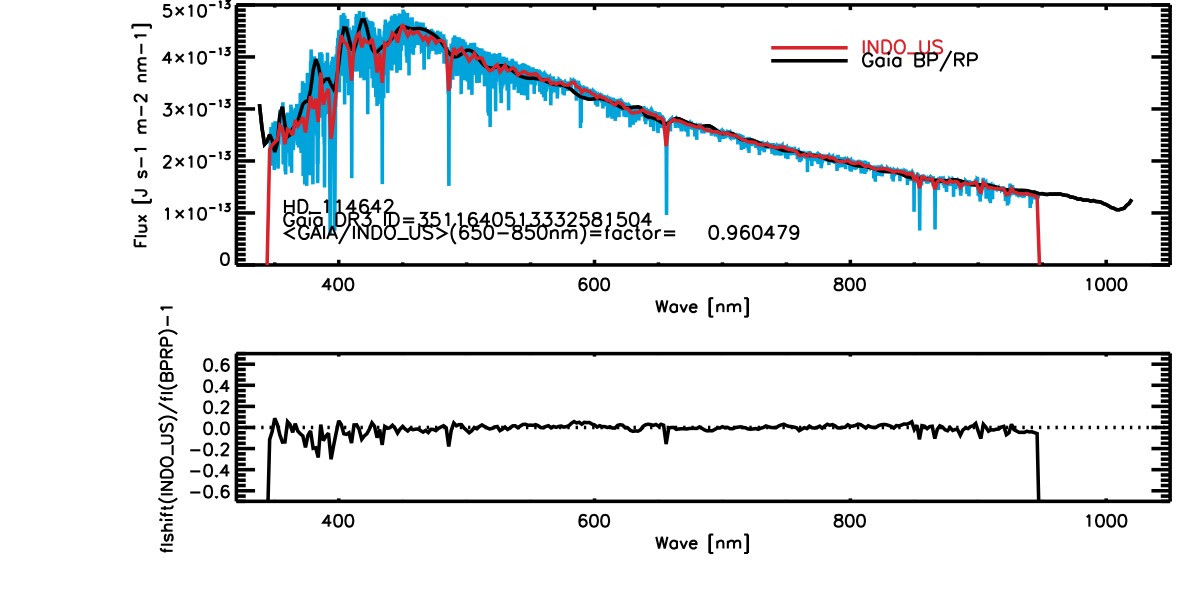 5×10−13
4×10−13
3×10−13
2×10−13
1×10−13
0
Flux [J s−1 m−2 nm−1]
INDO_US
Gaia BP/RP
HD_114642
Gaia DR3 ID=3511640513332581504
<GAIA/INDO_US>(650−850nm)=factor= 0.960479
400 600 800 1000
Wave [nm]
0.6
0.4
0.2
0.0
−0.2
−0.4
−0.6
flshift(INDO_US)/fl(BPRP)−1
400 600 800 1000
Wave [nm]